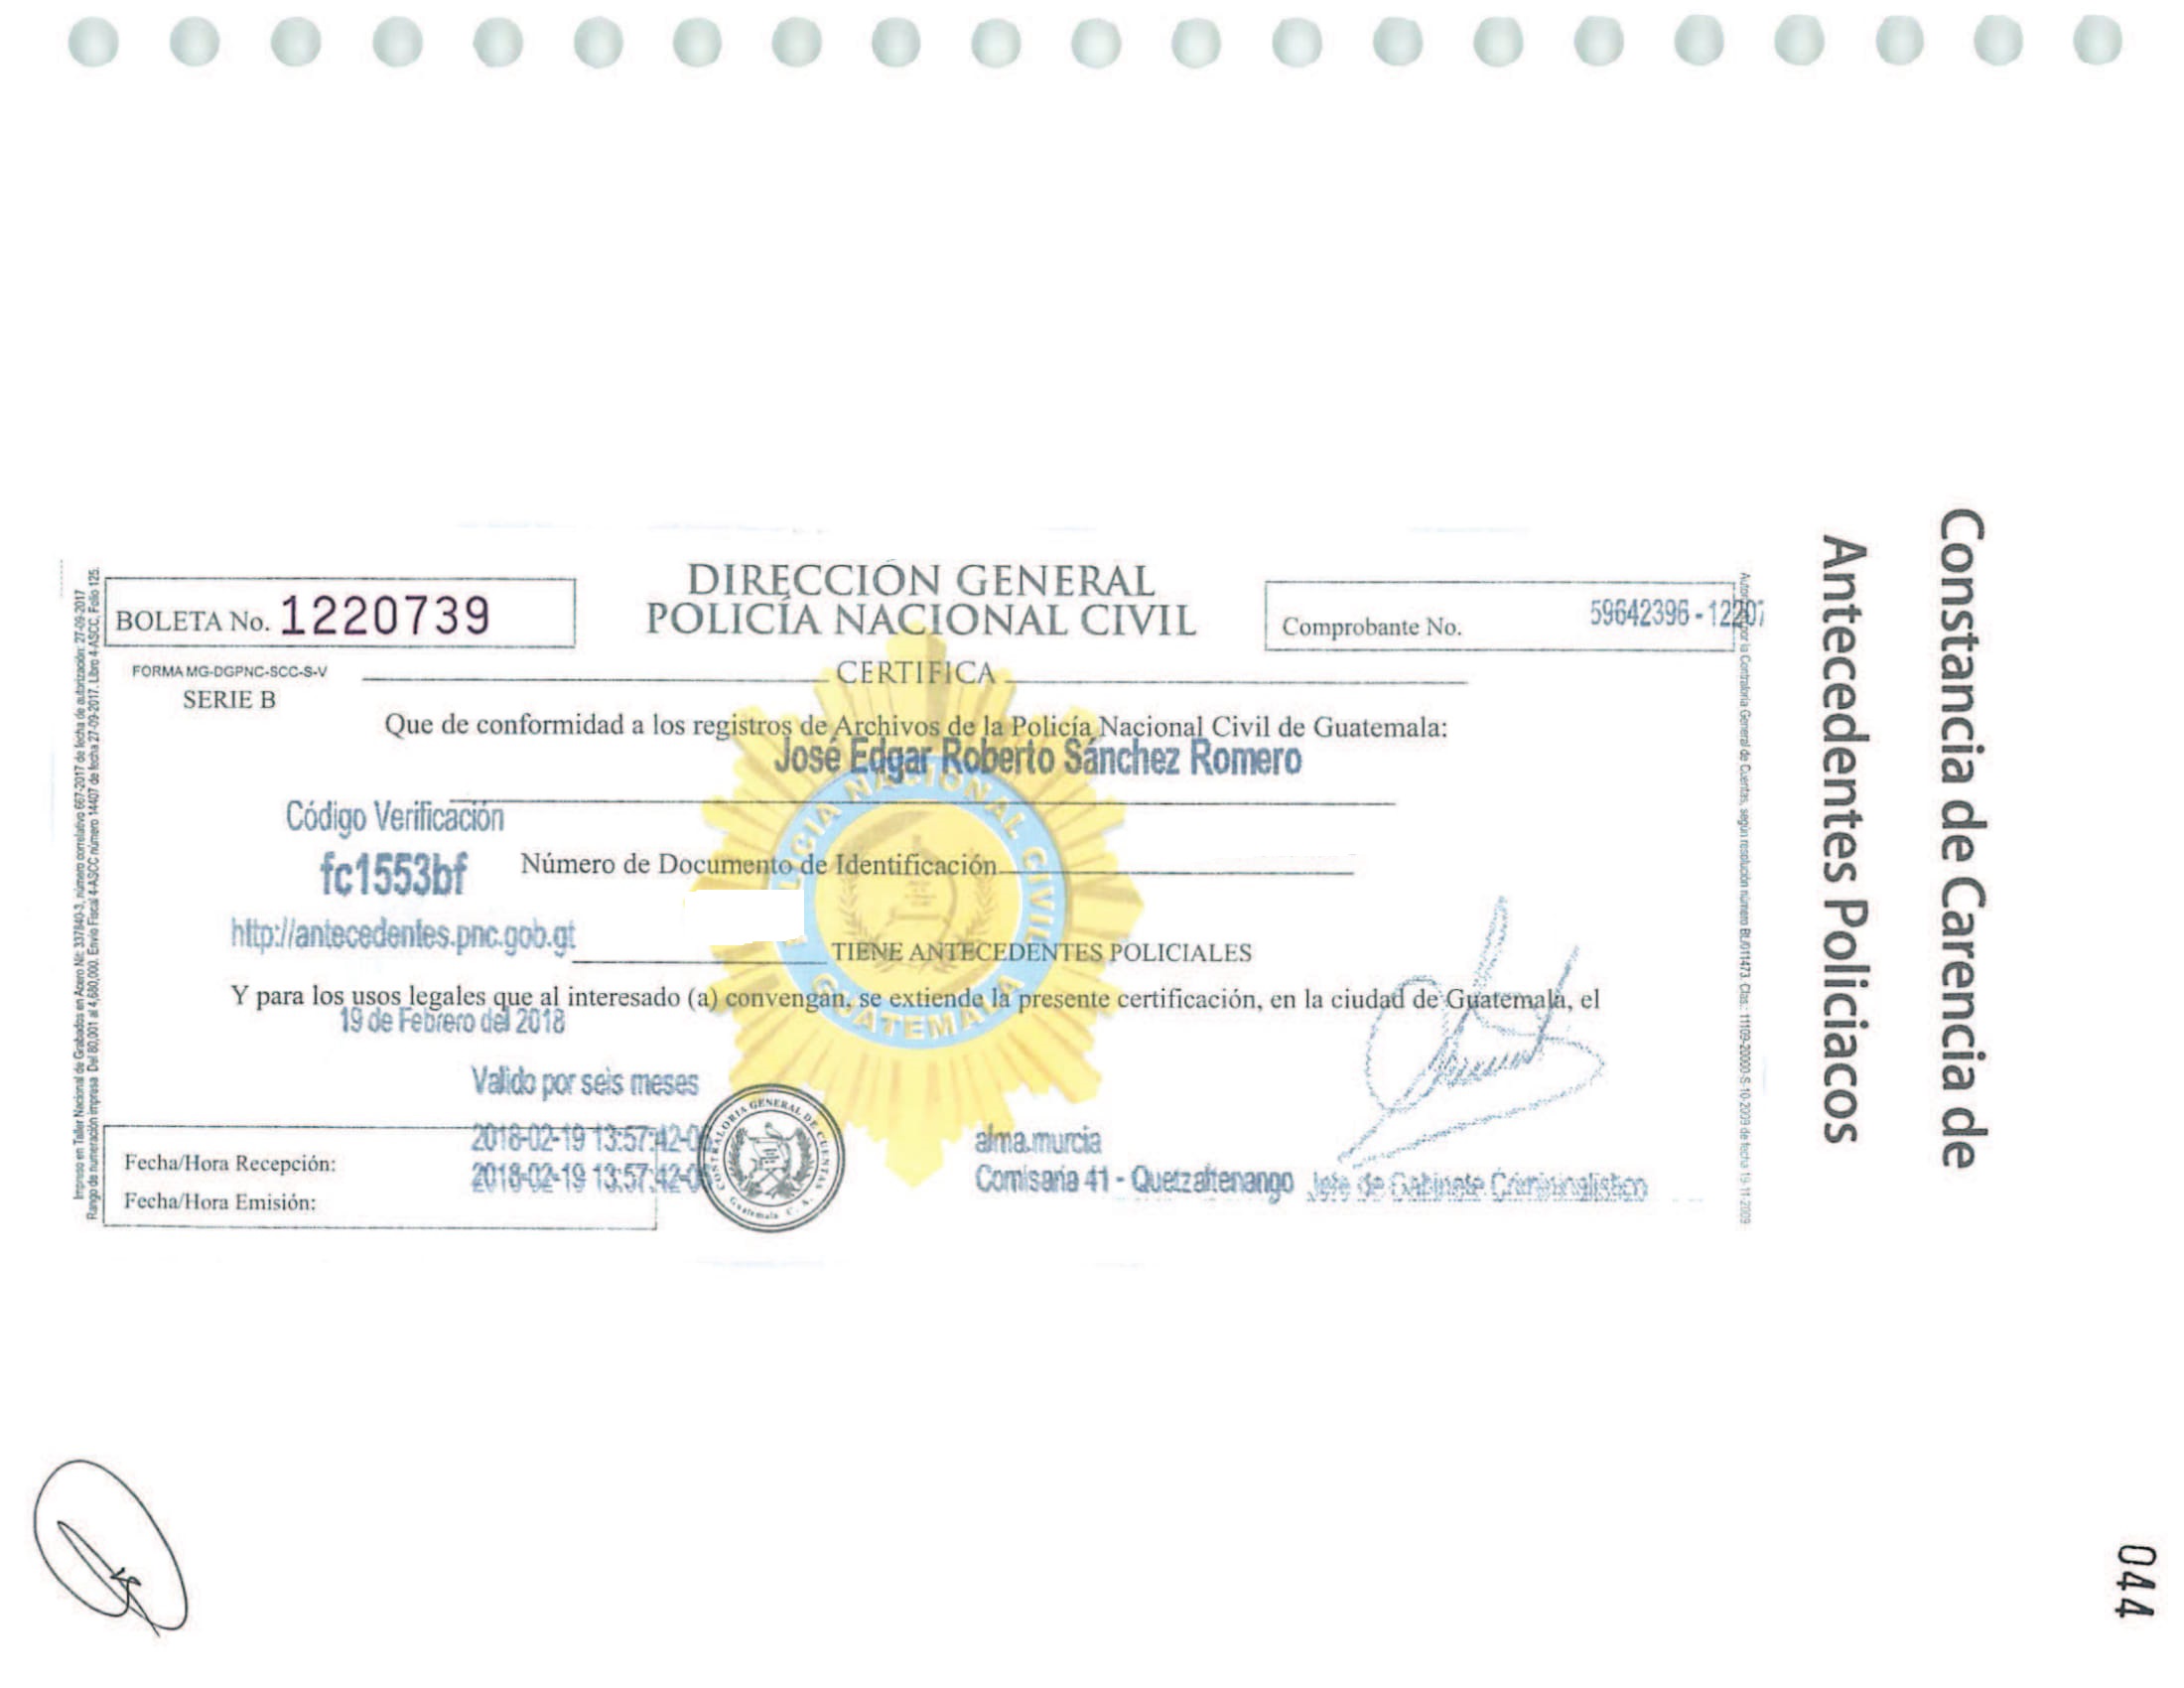 Constancia de Carencia de
Antecedentes Policiacos
DIRECCIÓN GENERAL
POLICÍA NACIONAL CIVIL
BOLETA No. 1220739
Comprobante No. 59642396 - 12207
FORMA MG-DGPNC-SCC-S-V
SERIE B
CERTIFICA
Que de conformidad a los registros de Archivos de la Policía Nacional Civil de Guatemala:
José Edgar Roberto Sánchez Romero
Código Verificación
fc1553bf
Número de Documento de Identificación
http://antecedentes.pnc.gob.gt
TIENE ANTECEDENTES POLICIALES
Y para los usos legales que al interesado (a) convengan, se extiende la presente certificación, en la ciudad de Guatemala, el
19 de Febrero del 2018
Valido por seis meses
2018-02-19 13:57:42-0
Fecha/Hora Recepción:
2018-02-19 13:57:42-0
Fecha/Hora Emisión:
alma.murcia
Comisaria 41 - Quetzaltenango Jefe de Gabinete Criminalistico
POLICIA NACIONAL CIVIL
GUATEMALA
CONTRALORIA GENERAL DE CUENTAS
Guatemala C. A.
Impreso en Taller Nacional de Grabados en Acero Nit: 337840-3, número correlativo 667-2017 de fecha de autorización: 27-09-2017
Rango de numeración impresa Del 80,001 al 4,680,000. Envío Fiscal 4-ASCC número 14407 de fecha 27-09-2017. Libro 4-ASCC, Folio 125.
por la Contraloría General de Cuentas, según resolución número BL/011473 Clas.: 11109-20000-S-10-2009 de fecha 19-11-2009
044